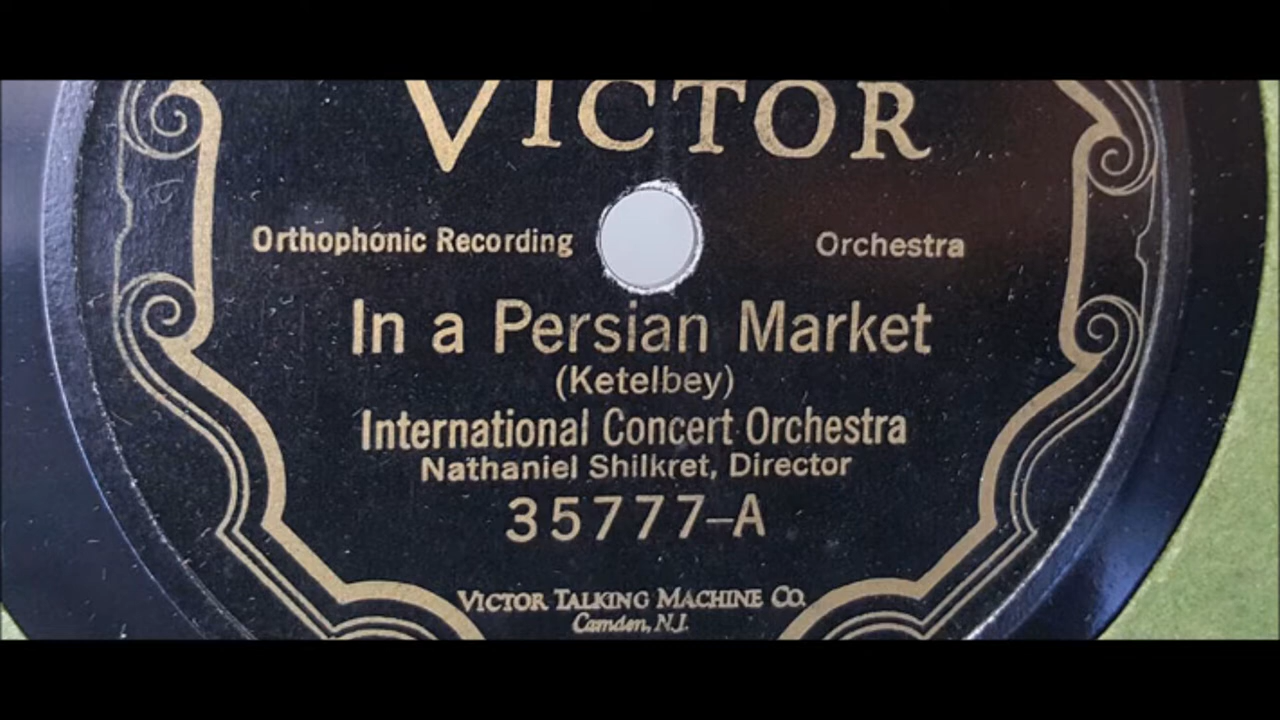 VICTOR
Orthophonic Recording Orchestra
In a Persian Market
(Ketelbey)
International Concert Orchestra
Nathaniel Shilkret, Director
35777-A
VICTOR TALKING MACHINE CO.
Camden, N.J.